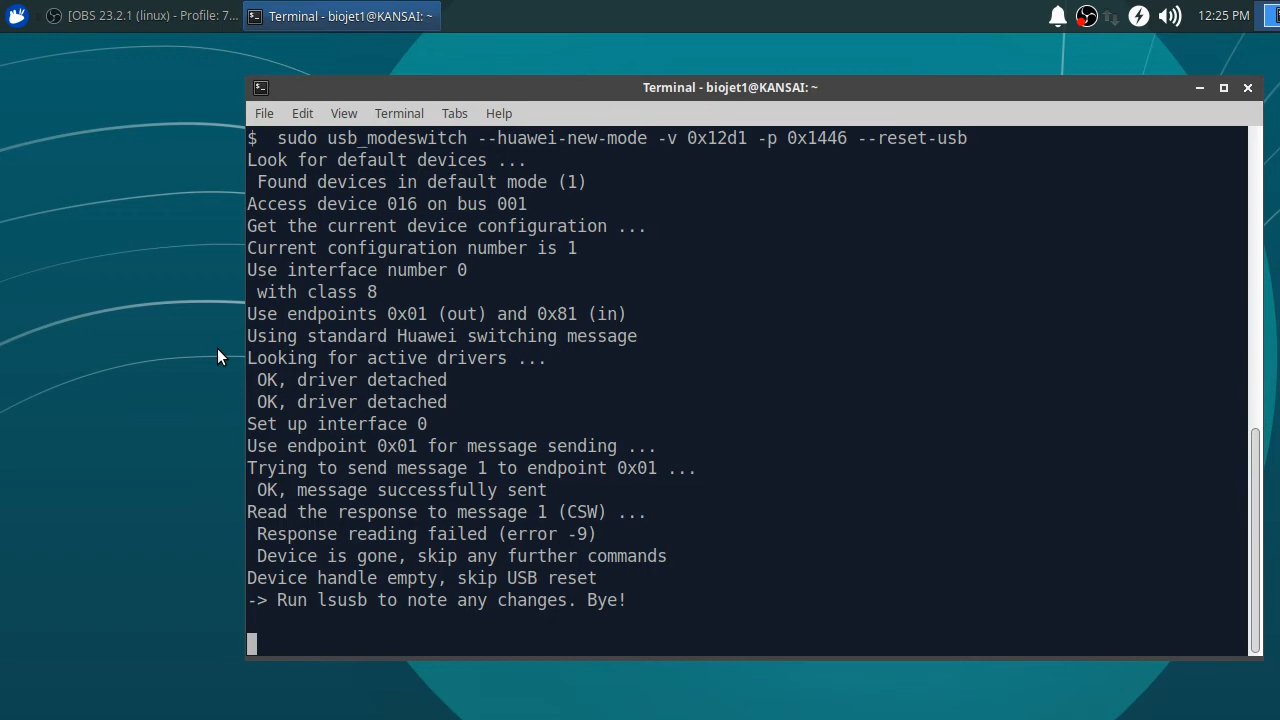 [OBS 23.2.1 (linux) - Profile: 7...
Terminal - biojet1@KANSAI: ~
12:25 PM
Terminal - biojet1@KANSAI: ~
File Edit View Terminal Tabs Help
$  sudo usb_modeswitch --huawei-new-mode -v 0x12d1 -p 0x1446 --reset-usb
Look for default devices ...
 Found devices in default mode (1)
Access device 016 on bus 001
Get the current device configuration ...
Current configuration number is 1
Use interface number 0
 with class 8
Use endpoints 0x01 (out) and 0x81 (in)
Using standard Huawei switching message
Looking for active drivers ...
 OK, driver detached
 OK, driver detached
Set up interface 0
Use endpoint 0x01 for message sending ...
Trying to send message 1 to endpoint 0x01 ...
 OK, message successfully sent
Read the response to message 1 (CSW) ...
 Response reading failed (error -9)
 Device is gone, skip any further commands
Device handle empty, skip USB reset
-> Run lsusb to note any changes. Bye!